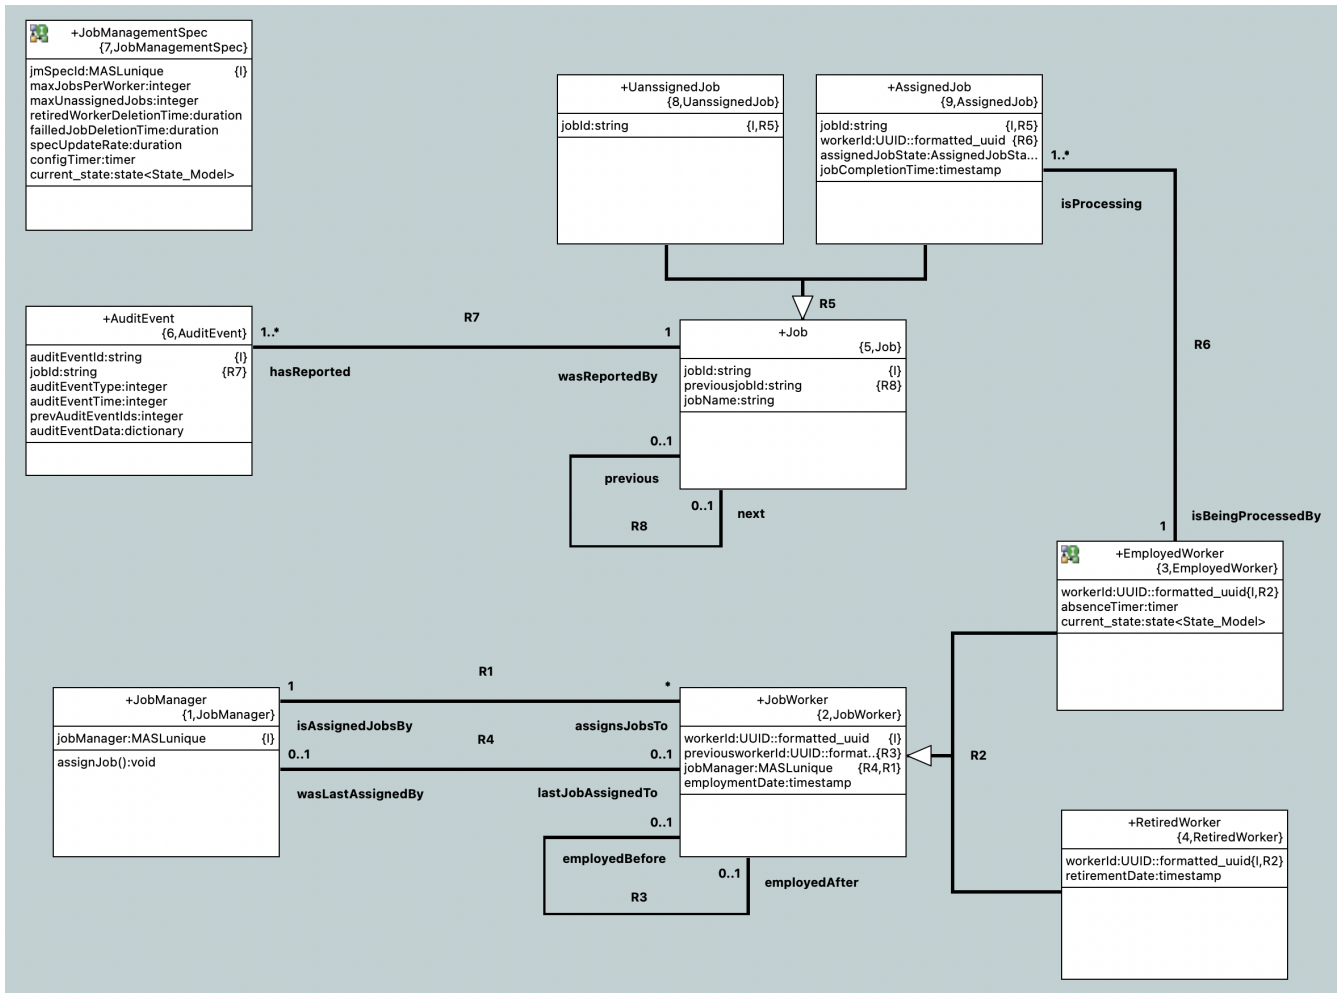 +JobManagementSpec
{7,JobManagementSpec}
jmSpecId:MASLunique {I}
maxJobsPerWorker:integer
maxUnassignedJobs:integer
retiredWorkerDeletionTime:duration
failledJobDeletionTime:duration
specUpdateRate:duration
configTimer:timer
current_state:state<State_Model>
+UanssignedJob
{8,UanssignedJob}
jobId:string {I,R5}
+AssignedJob
{9,AssignedJob}
jobId:string {I,R5}
workerId:UUID::formatted_uuid {R6}
assignedJobState:AssignedJobSta...
jobCompletionTime:timestamp
1..*
isProcessing
R5
R6
+AuditEvent
{6,AuditEvent}
auditEventId:string {I}
jobId:string {R7}
auditEventType:integer
auditEventTime:integer
prevAuditEventIds:integer
auditEventData:dictionary
R7
1..*
1
hasReported
wasReportedBy
+Job
{5,Job}
jobId:string {I}
previousjobId:string {R8}
jobName:string
0..1
previous
0..1
next
R8
isBeingProcessedBy
1
+EmployedWorker
{3,EmployedWorker}
workerId:UUID::formatted_uuid{I,R2}
absenceTimer:timer
current_state:state<State_Model>
+JobManager
{1,JobManager}
jobManager:MASLunique {I}
assignJob():void
R1
1
*
isAssignedJobsBy
assignsJobsTo
R4
0..1
0..1
wasLastAssignedBy
lastJobAssignedTo
+JobWorker
{2,JobWorker}
workerId:UUID::formatted_uuid {I}
previousworkerId:UUID::format..{R3}
jobManager:MASLunique {R4,R1}
employmentDate:timestamp
0..1
employedBefore
0..1
employedAfter
R3
R2
+RetiredWorker
{4,RetiredWorker}
workerId:UUID::formatted_uuid{I,R2}
retirementDate:timestamp